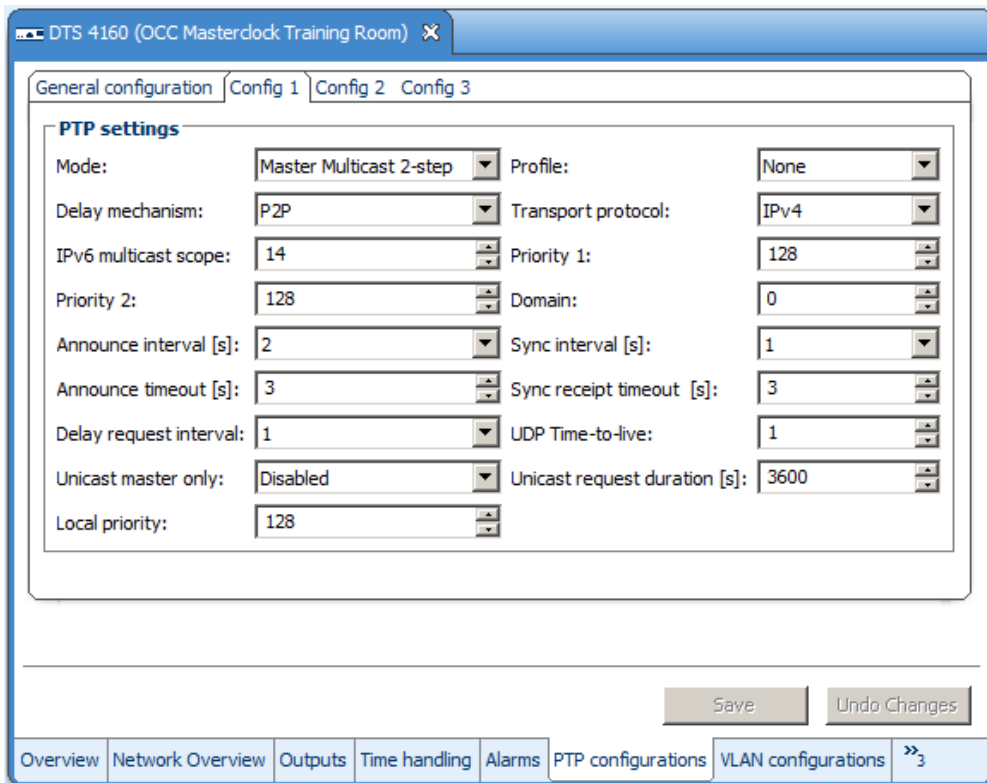 DTS 4160 (OCC Masterclock Training Room)
General configuration Config 1 Config 2 Config 3
PTP settings
Mode: Master Multicast 2-step Profile: None
Delay mechanism: P2P Transport protocol: IPv4
IPv6 multicast scope: 14 Priority 1: 128
Priority 2: 128 Domain: 0
Announce interval [s]: 2 Sync interval [s]: 1
Announce timeout [s]: 3 Sync receipt timeout [s]: 3
Delay request interval: 1 UDP Time-to-live: 1
Unicast master only: Disabled Unicast request duration [s]: 3600
Local priority: 128
Save Undo Changes
Overview Network Overview Outputs Time handling Alarms PTP configurations VLAN configurations »3